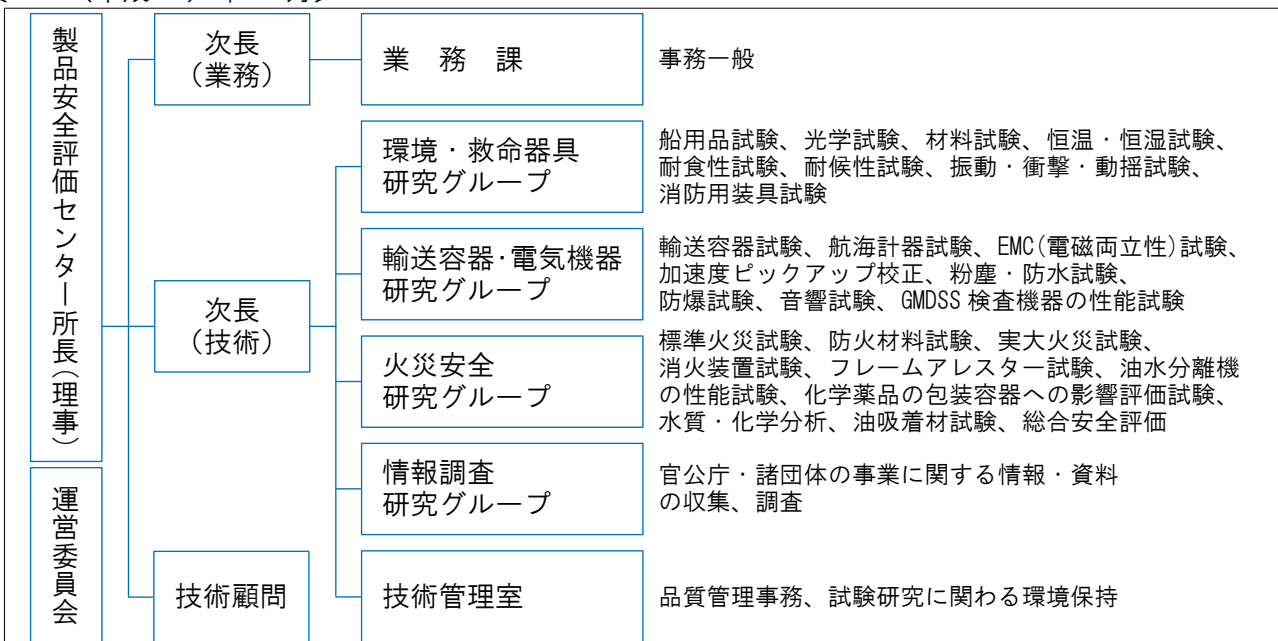 製品安全評価センター所長(理事)
運営委員会
次長
(業務)
業 務 課
事務一般
次長
(技術)
環境・救命器具
研究グループ
船用品試験、光学試験、材料試験、恒温・恒湿試験、
耐食性試験、耐候性試験、振動・衝撃・動揺試験、
消防用装具試験
輸送容器・電気機器
研究グループ
輸送容器試験、航海計器試験、EMC(電磁両立性)試験、
加速度ピックアップ校正、粉塵・防水試験、
防爆試験、音響試験、GMDSS 検査機器の性能試験
火災安全
研究グループ
標準火災試験、防火材料試験、実大火災試験、
消火装置試験、フレームアレスター試験、油水分離機
の性能試験、化学薬品の包装容器への影響評価試験、
水質・化学分析、油吸着材試験、総合安全評価
情報調査
研究グループ
官公庁・諸団体の事業に関する情報・資料
の収集、調査
技術顧問
技術管理室
品質管理事務、試験研究に関わる環境保持